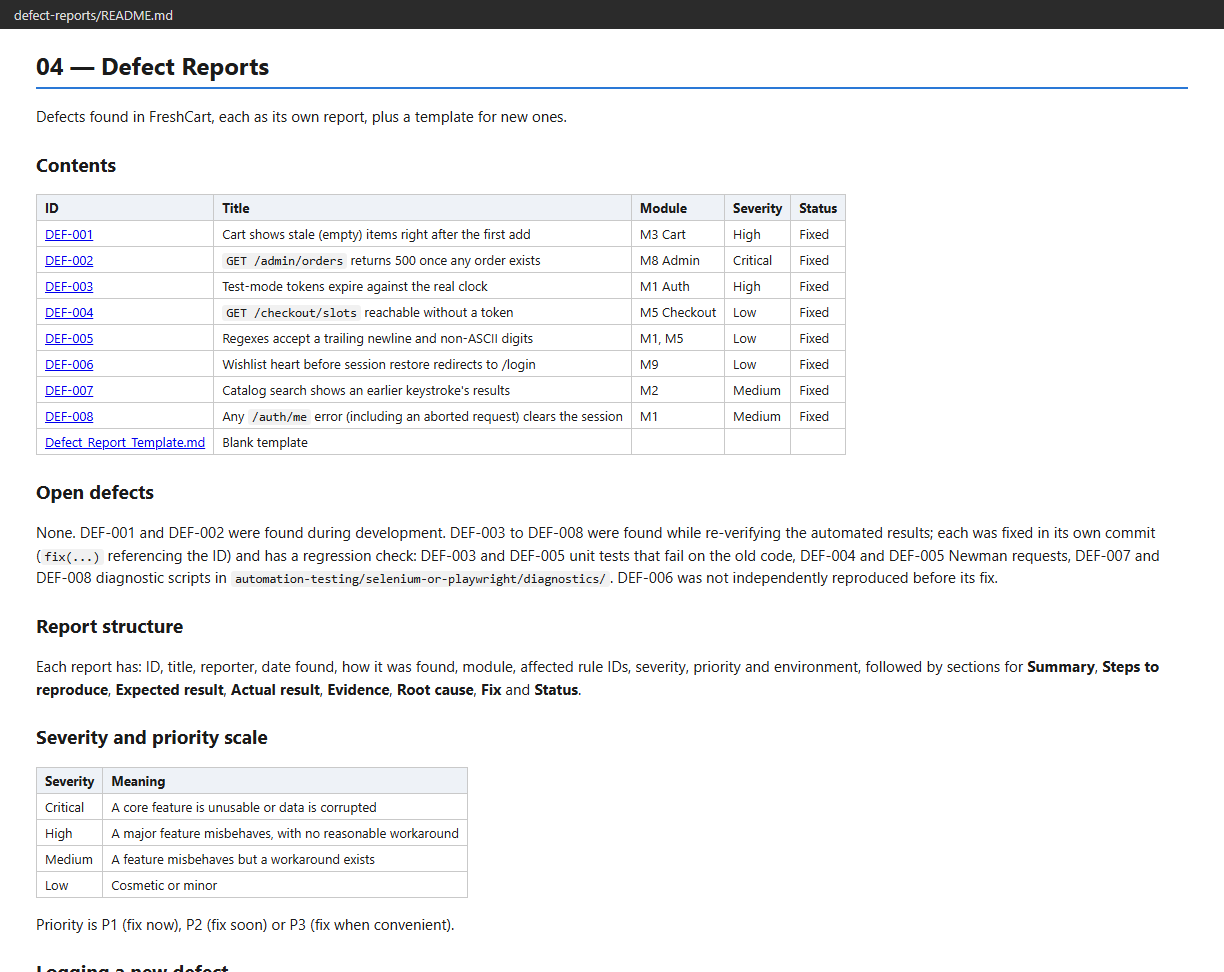 defect-reports/README.md
04 — Defect Reports
Defects found in FreshCart, each as its own report, plus a template for new ones.
Contents
ID Title Module Severity Status
DEF-001 Cart shows stale (empty) items right after the first add M3 Cart High Fixed
DEF-002 GET /admin/orders returns 500 once any order exists M8 Admin Critical Fixed
DEF-003 Test-mode tokens expire against the real clock M1 Auth High Fixed
DEF-004 GET /checkout/slots reachable without a token M5 Checkout Low Fixed
DEF-005 Regexes accept a trailing newline and non-ASCII digits M1, M5 Low Fixed
DEF-006 Wishlist heart before session restore redirects to /login M9 Low Fixed
DEF-007 Catalog search shows an earlier keystroke's results M2 Medium Fixed
DEF-008 Any /auth/me error (including an aborted request) clears the session M1 Medium Fixed
Defect_Report_Template.md Blank template
Open defects
None. DEF-001 and DEF-002 were found during development. DEF-003 to DEF-008 were found while re-verifying the automated results; each was fixed in its own commit
(fix(...) referencing the ID) and has a regression check: DEF-003 and DEF-005 unit tests that fail on the old code, DEF-004 and DEF-005 Newman requests, DEF-007 and
DEF-008 diagnostic scripts in automation-testing/selenium-or-playwright/diagnostics/. DEF-006 was not independently reproduced before its fix.
Report structure
Each report has: ID, title, reporter, date found, how it was found, module, affected rule IDs, severity, priority and environment, followed by sections for Summary, Steps to
reproduce, Expected result, Actual result, Evidence, Root cause, Fix and Status.
Severity and priority scale
Severity Meaning
Critical A core feature is unusable or data is corrupted
High A major feature misbehaves, with no reasonable workaround
Medium A feature misbehaves but a workaround exists
Low Cosmetic or minor
Priority is P1 (fix now), P2 (fix soon) or P3 (fix when convenient).
Logging a new defect